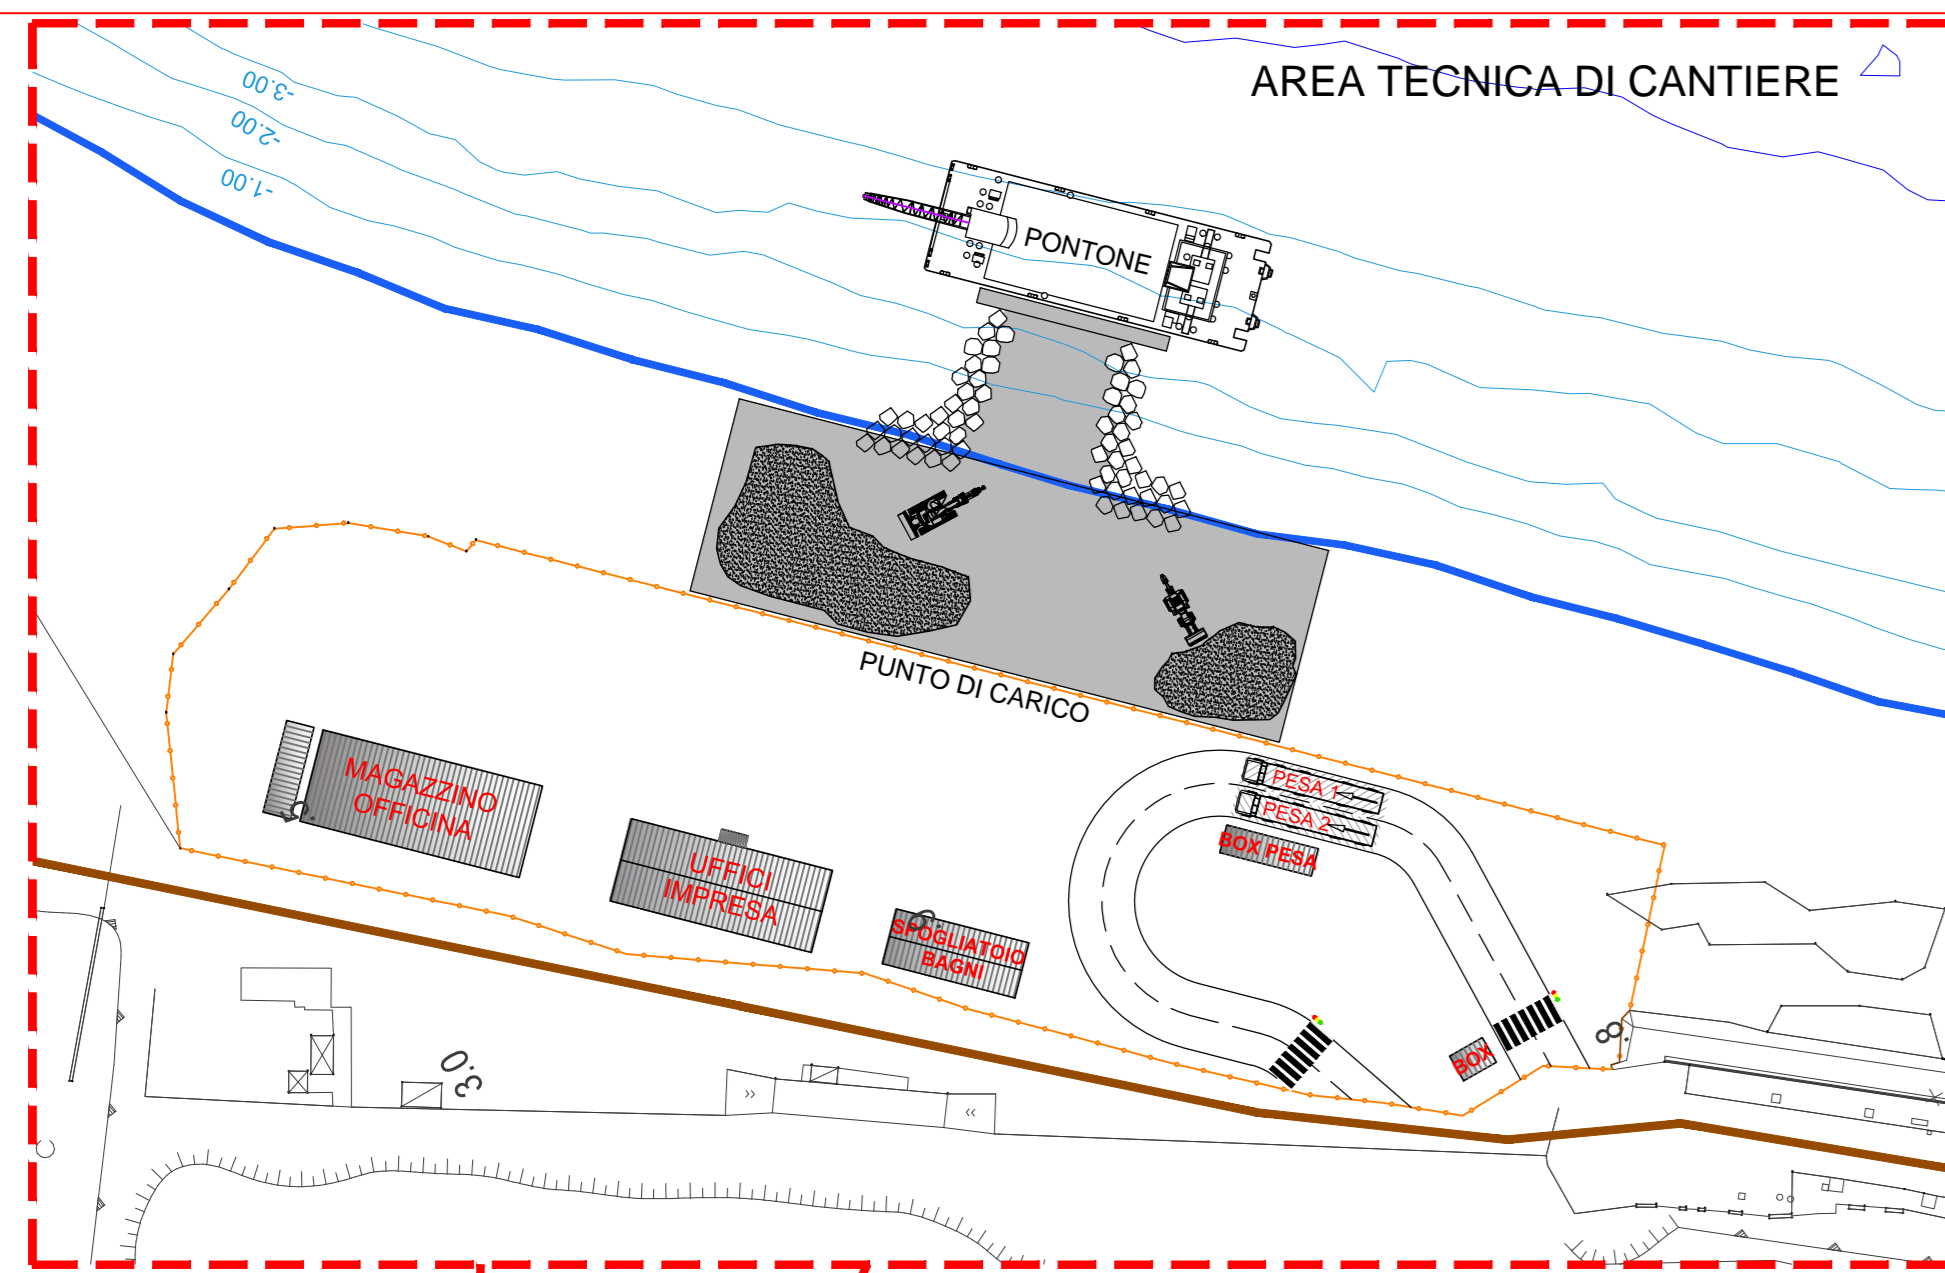 AREA TECNICA DI CANTIERE
-3.00
-2.00
-1.00
PONTONE
PUNTO DI CARICO
MAGAZZINO
OFFICINA
PESA 1
PESA 2
BOX PESA
UFFICI
IMPRESA
SPOGLIATOIO
BAGNI
BOX
8.
3.0